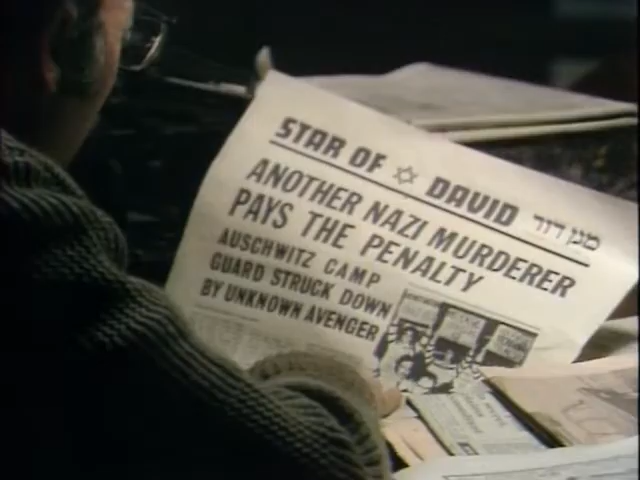 STAR OF ✡ DAVID מגן דוד
ANOTHER NAZI MURDERER
PAYS THE PENALTY
AUSCHWITZ CAMP
GUARD STRUCK DOWN
BY UNKNOWN AVENGER